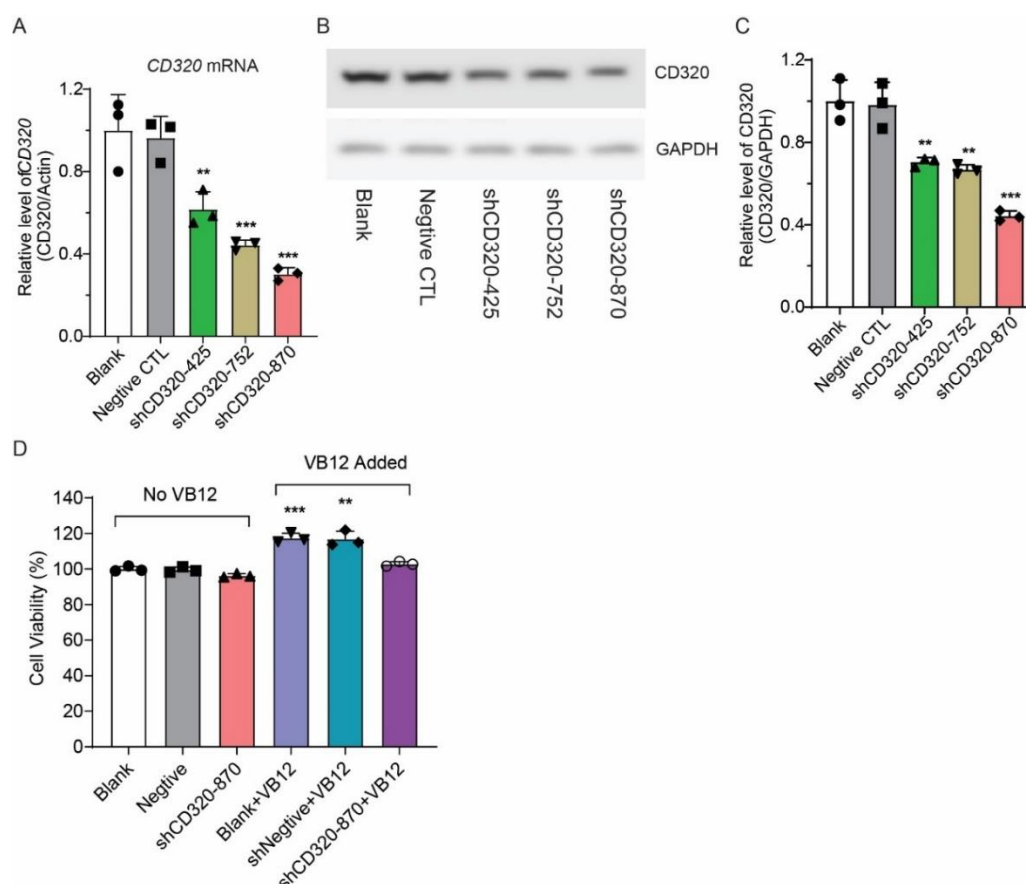 A
CD320 mRNA
Relative level ofCD320
(CD320/Actin)
1.2
0.8
0.4
0.0
**
***
***
Blank
Negtive CTL
shCD320-425
shCD320-752
shCD320-870
B
CD320
GAPDH
Blank
Negtive CTL
shCD320-425
shCD320-752
shCD320-870
C
Relative level of CD320
(CD320/GAPDH)
1.2
0.8
0.4
0.0
**
**
***
Blank
Negtive CTL
shCD320-425
shCD320-752
shCD320-870
D
No VB12
VB12 Added
Cell Viability (%)
140
120
100
80
60
40
20
0
***
**
Blank
Negtive
shCD320-870
Blank+VB12
shNegtive+VB12
shCD320-870+VB12